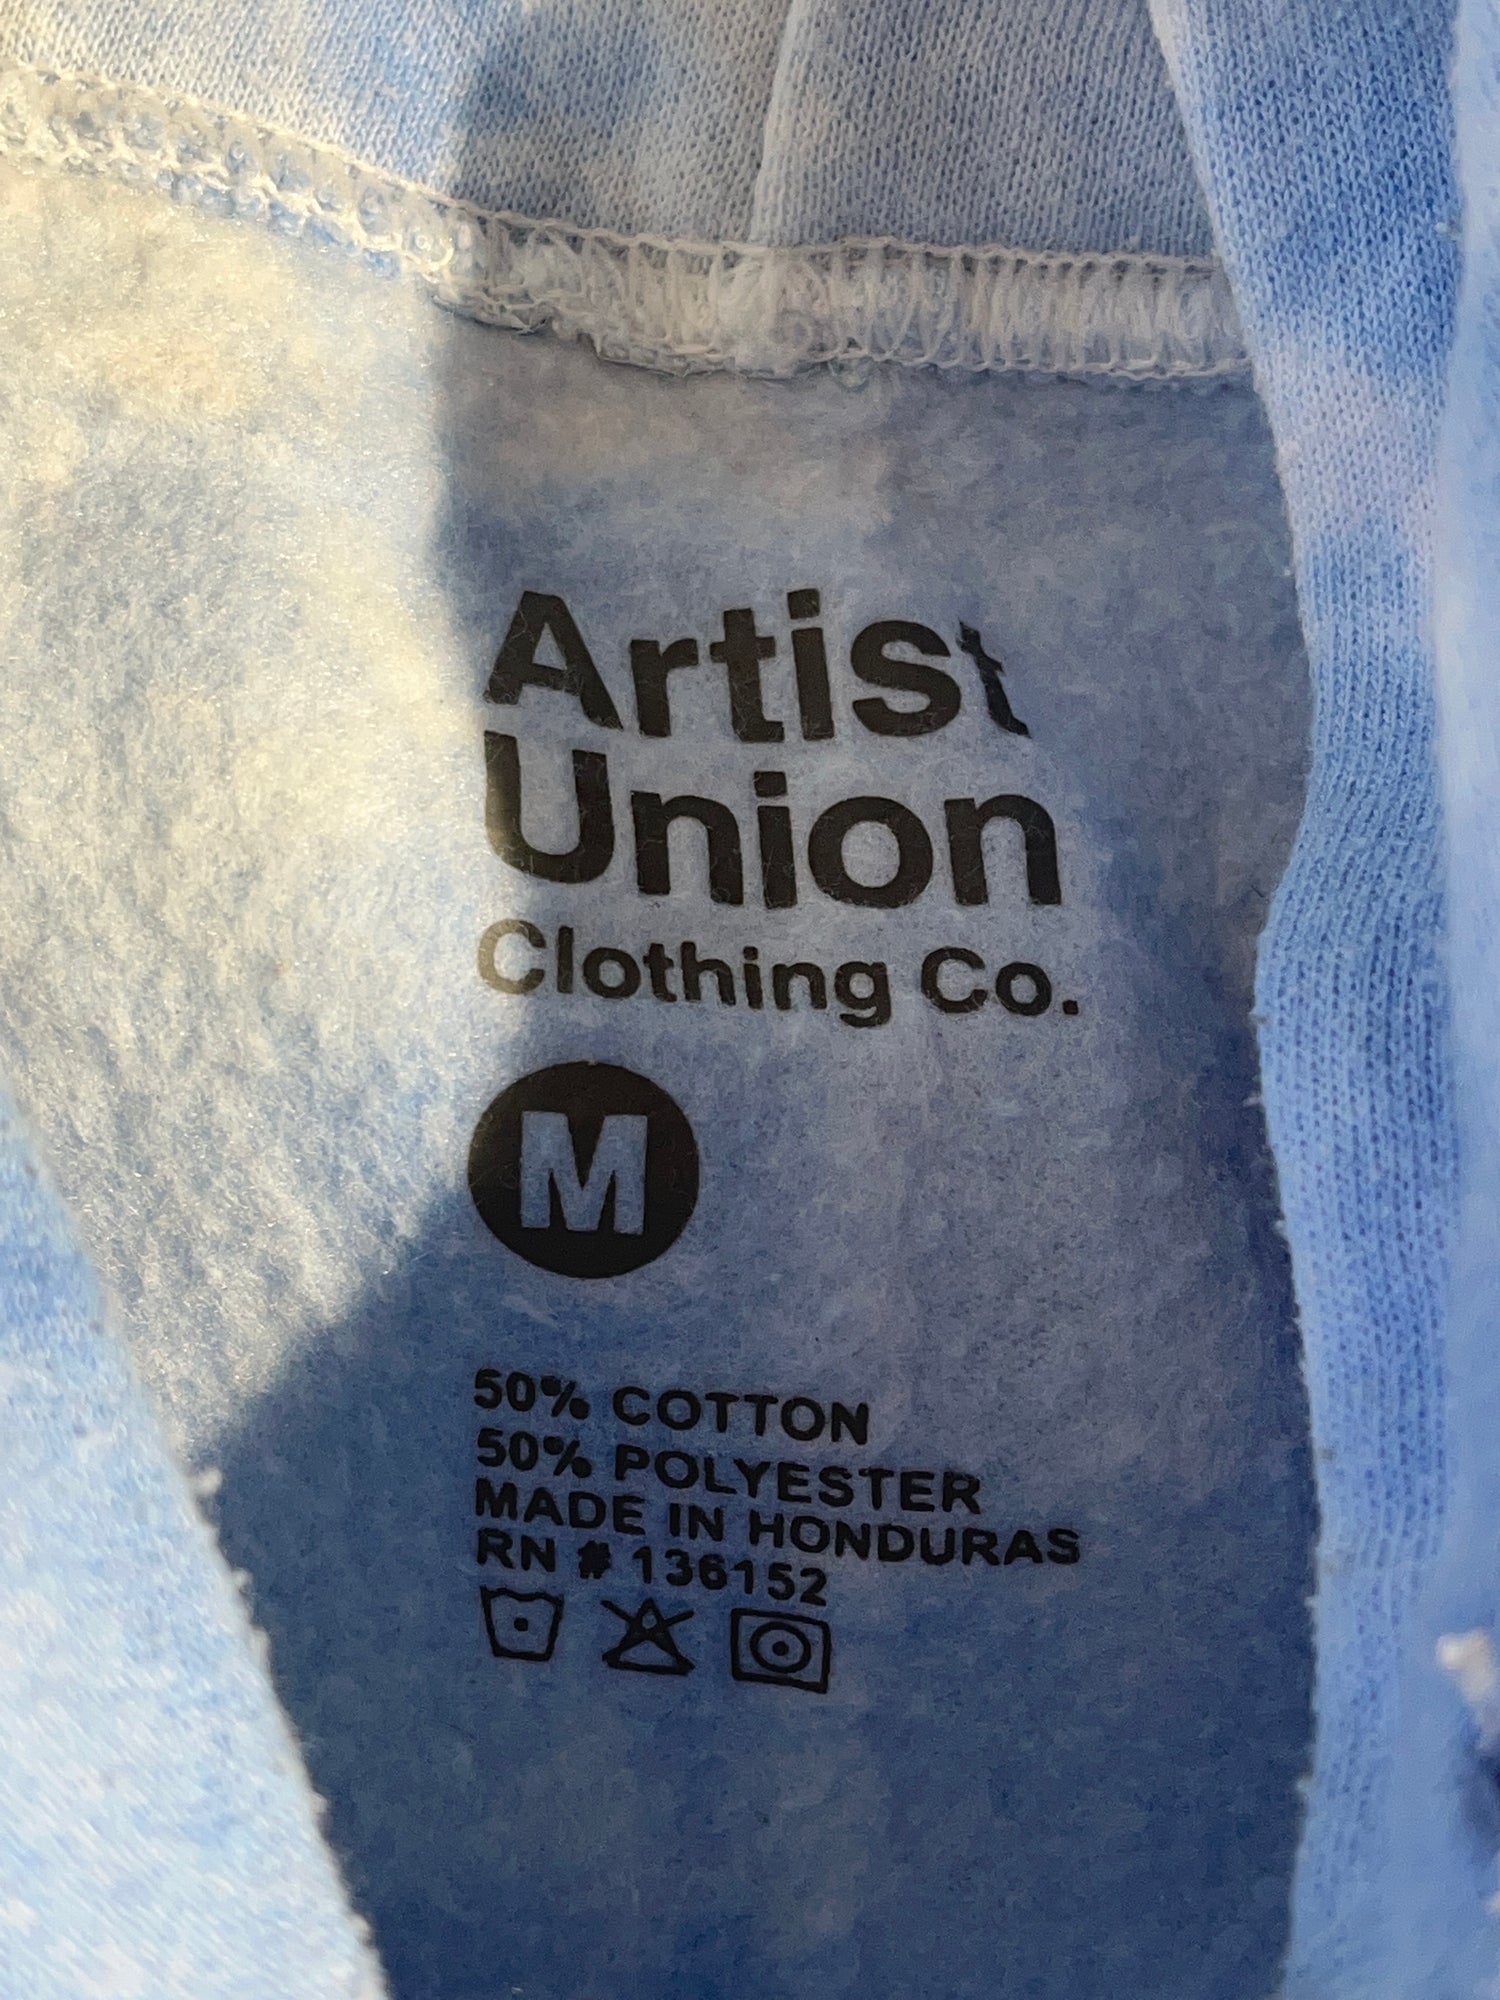 Artist
Union
Clothing Co.
M
50% COTTON
50% POLYESTER
MADE IN HONDURAS
RN # 136152